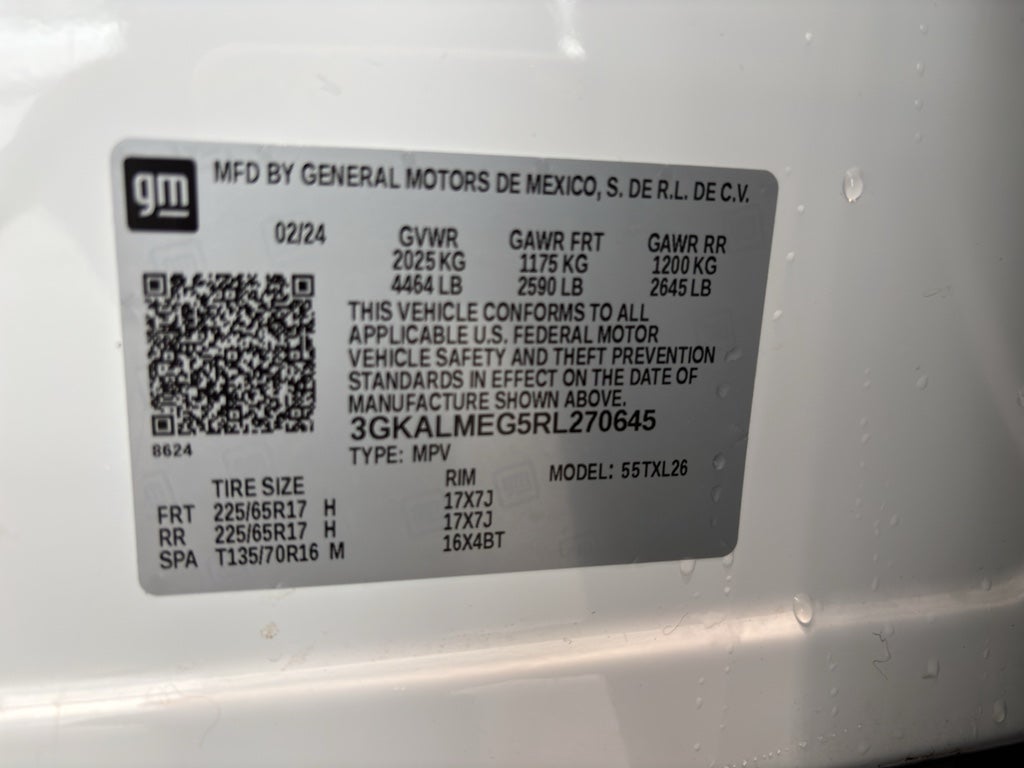 gm
MFD BY GENERAL MOTORS DE MEXICO, S. DE R.L. DE C.V.
02/24 GVWR GAWR FRT GAWR RR
2025 KG 1175 KG 1200 KG
4464 LB 2590 LB 2645 LB
THIS VEHICLE CONFORMS TO ALL
APPLICABLE U.S. FEDERAL MOTOR
VEHICLE SAFETY AND THEFT PREVENTION
STANDARDS IN EFFECT ON THE DATE OF
MANUFACTURE SHOWN ABOVE.
3GKALMEG5RL270645
8624
TYPE: MPV MODEL: 55TXL26
TIRE SIZE RIM
FRT 225/65R17 H 17X7J
RR 225/65R17 H 17X7J
SPA T135/70R16 M 16X4BT